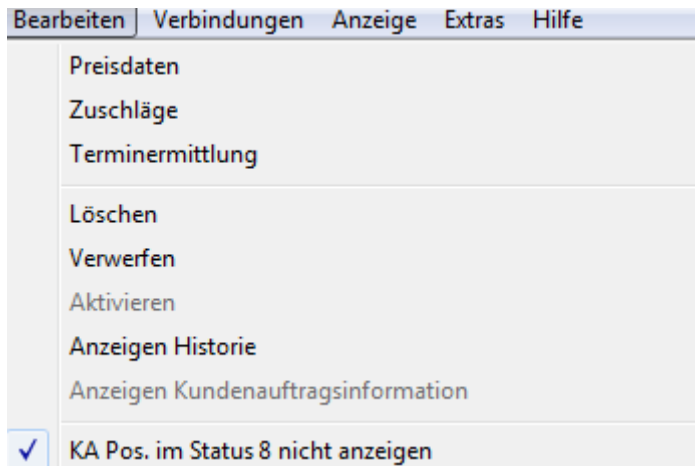 Bearbeiten Verbindungen Anzeige Extras Hilfe
Preisdaten
Zuschläge
Terminermittlung
Löschen
Verwerfen
Aktivieren
Anzeigen Historie
Anzeigen Kundenauftragsinformation
KA Pos. im Status 8 nicht anzeigen